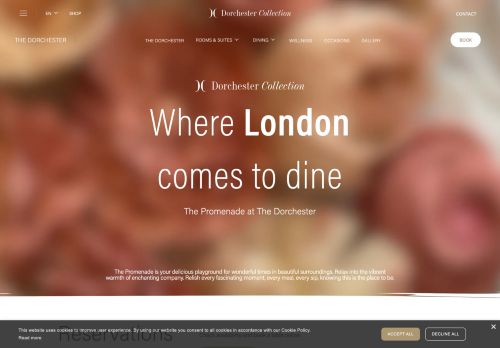 EN
SHOP
Dorchester Collection
CONTACT
THE DORCHESTER
THE DORCHESTER
ROOMS & SUITES
DINING
WELLNESS
OCCASIONS
GALLERY
BOOK
Dorchester Collection
Where London
comes to dine
The Promenade at The Dorchester
The Promenade is your delicious playground for wonderful times in beautiful surroundings. Relax into the vibrant
warmth of enchanting company. Relish every fascinating moment, every meal, every sip, knowing this is the place to be.
Reservations
This website uses cookies to improve user experience. By using our website you consent to all cookies in accordance with our Cookie Policy.
Read more
ACCEPT ALL
DECLINE ALL